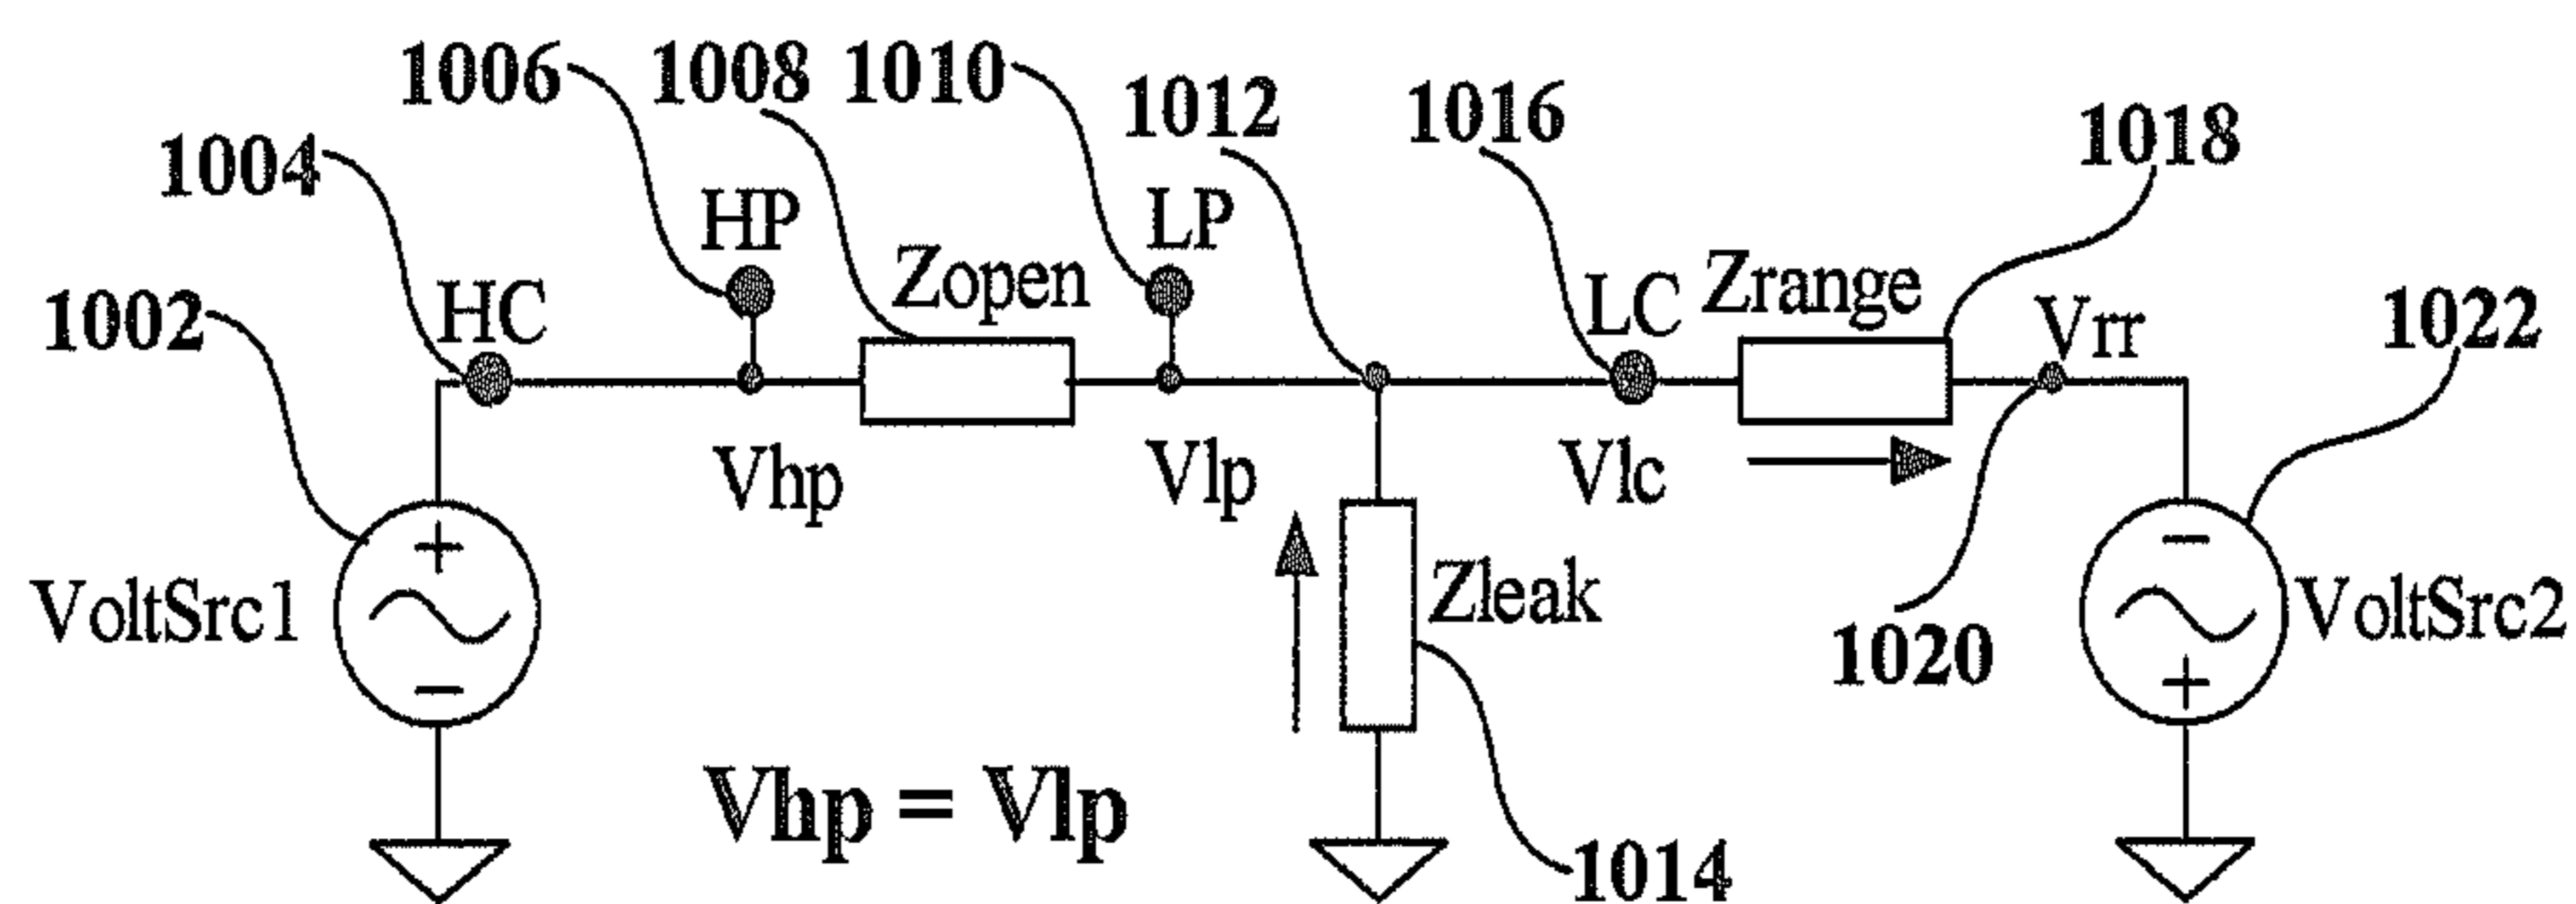 1006 1008 1010 1012 1016 1018
1004 HP LP
1002 HC Zopen LC Zrange Vrr 1022
Vhp Vlp Vlc
+ −
VoltSrc1 Zleak VoltSrc2
− +
1020
Vhp = Vlp
1014